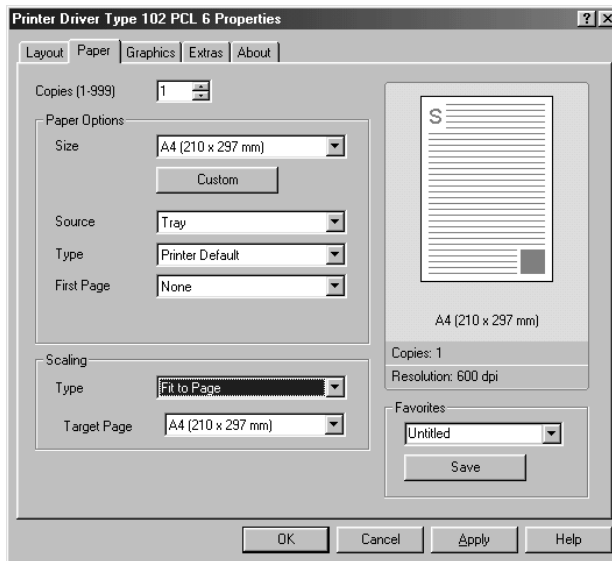 Printer Driver Type 102 PCL 6 Properties
Layout Paper Graphics Extras About
Copies (1-999) 1
Paper Options
Size A4 (210 x 297 mm)
Custom
Source Tray
Type Printer Default
First Page None
Scaling
Type Fit to Page
Target Page A4 (210 x 297 mm)
S
A4 (210 x 297 mm)
Copies: 1
Resolution: 600 dpi
Favorites
Untitled
Save
OK Cancel Apply Help